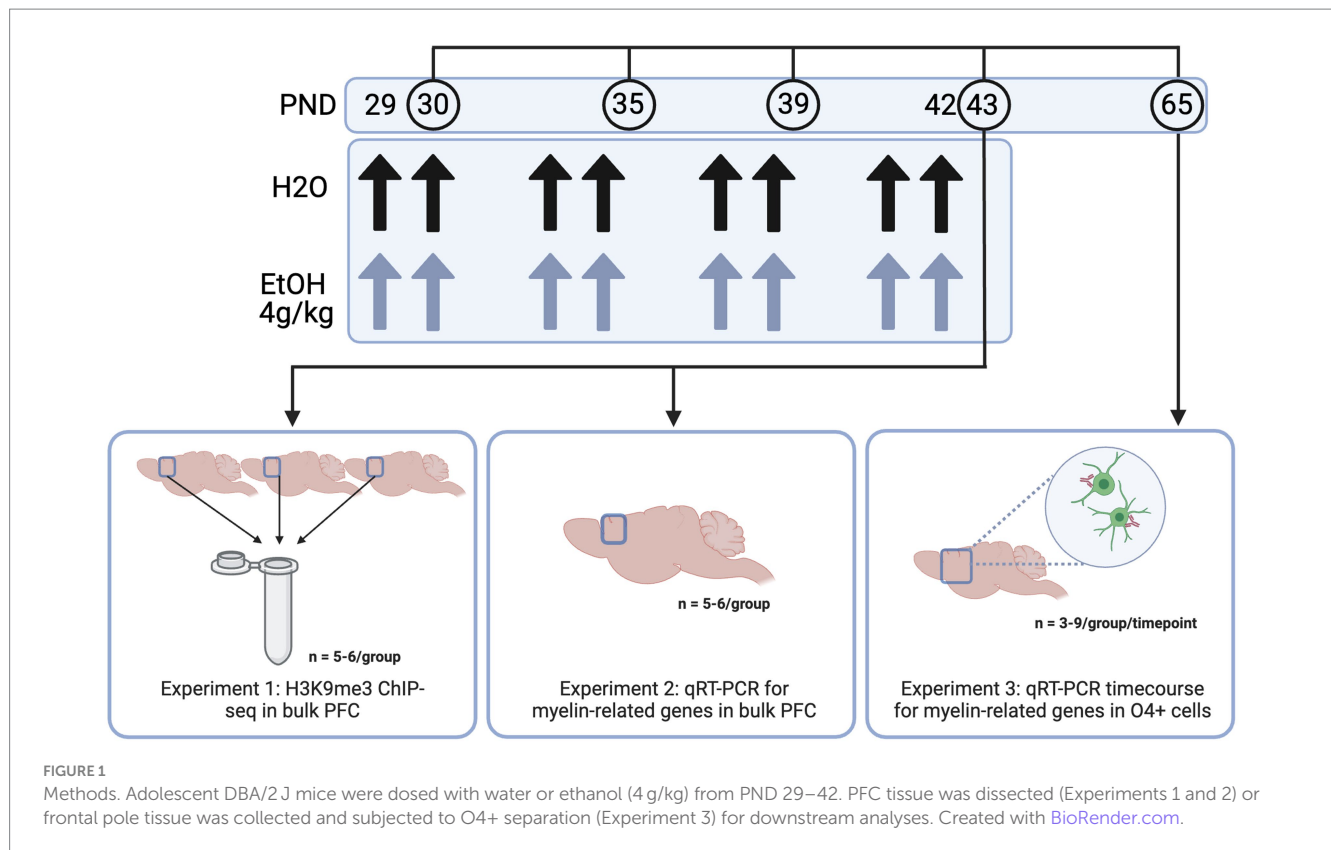 PND 29 30 35 39 42 43 65
H2O
EtOH
4g/kg
n = 5-6/group
Experiment 1: H3K9me3 ChIP-
seq in bulk PFC
n = 5-6/group
Experiment 2: qRT-PCR for
myelin-related genes in bulk PFC
n = 3-9/group/timepoint
Experiment 3: qRT-PCR timecourse
for myelin-related genes in O4+ cells
FIGURE 1
Methods. Adolescent DBA/2 J mice were dosed with water or ethanol (4 g/kg) from PND 29–42. PFC tissue was dissected (Experiments 1 and 2) or
frontal pole tissue was collected and subjected to O4+ separation (Experiment 3) for downstream analyses. Created with BioRender.com.